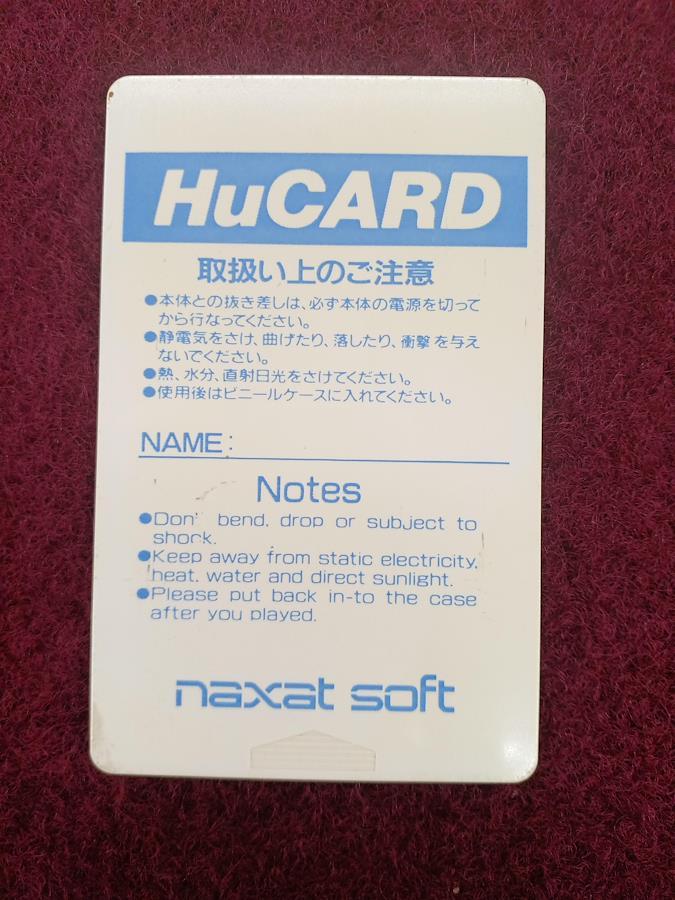 HuCARD
取扱い上のご注意
●本体との抜き差しは、必ず本体の電源を切って
から行なってください。
●静電気をさけ、曲げたり、落したり、衝撃を与え
ないでください。
●熱、水分、直射日光をさけてください。
●使用後はビニールケースに入れてください。
NAME:
Notes
●Don' bend, drop or subject to
shock.
●Keep away from static electricity,
heat, water and direct sunlight.
●Please put back in-to the case
after you played.
naxat soft